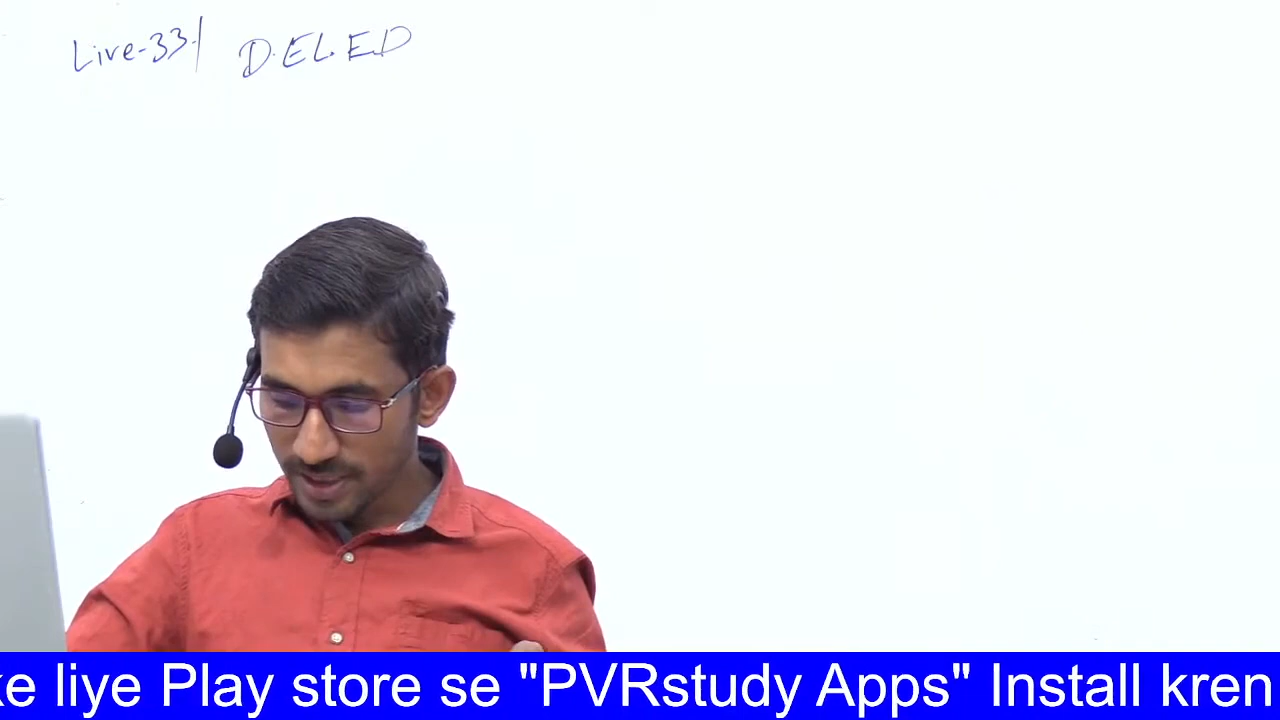 Live-33 | D.EL.ED
ke liye Play store se "PVRstudy Apps" Install kren